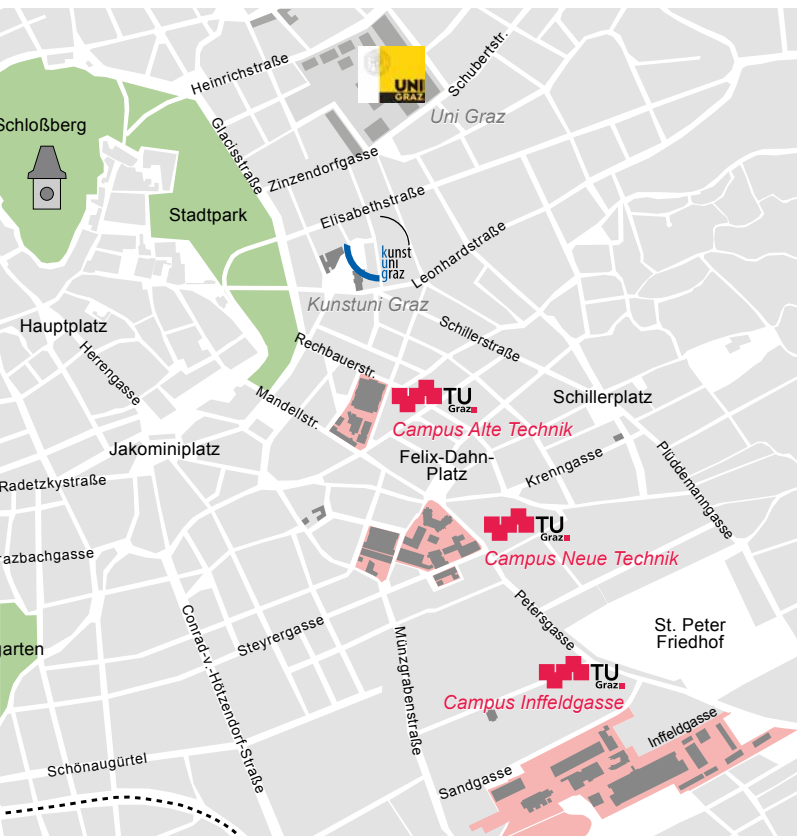 Heinrichstraße
Schubertstr.
UNI
GRAZ
Uni Graz
Schloßberg
Glacisstraße
Zinzendorfgasse
Elisabethstraße
Stadtpark
kunst
uni
graz
Leonhardstraße
Kunstuni Graz
Hauptplatz
Schillerstraße
Rechbauerstr.
Herrengasse
Mandellstr.
TU
Graz
Schillerplatz
Campus Alte Technik
Jakominiplatz
Felix-Dahn-
Platz
Krenngasse
Plüddemanngasse
Radetzkystraße
TU
Graz
razbachgasse
Campus Neue Technik
Petersgasse
Conrad-v.-Hötzendorf-Straße
Steyrergasse
Münzgrabenstraße
St. Peter
Friedhof
garten
TU
Graz
Campus Inffeldgasse
Inffeldgasse
Schönaugürtel
Sandgasse